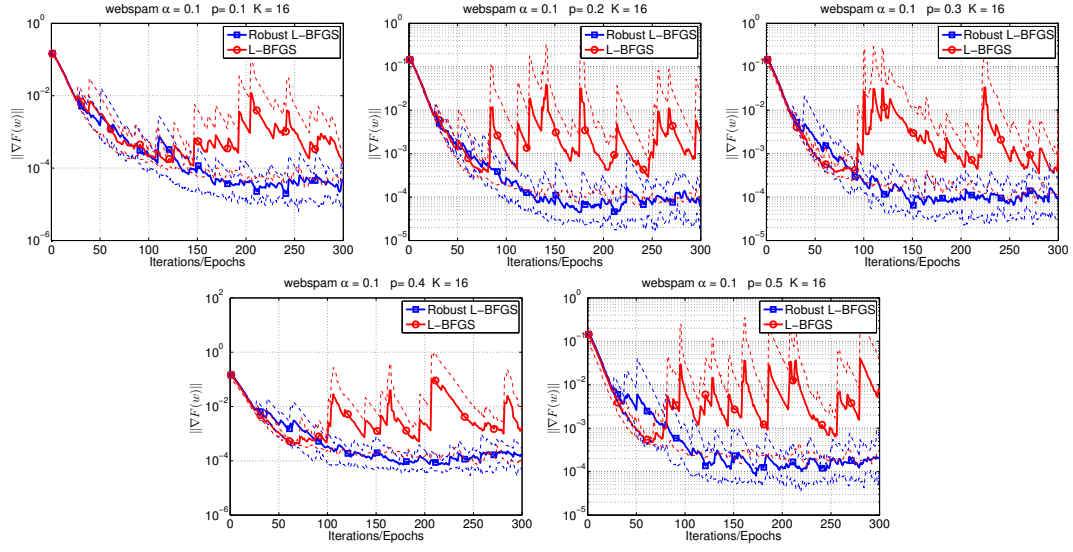 webspam α = 0.1 p= 0.1 K = 16
10^0
10^−2
10^−4
10^−6
||∇F(w)||
0 50 100 150 200 250 300
Iterations/Epochs
Robust L−BFGS
L−BFGS
webspam α = 0.1 p= 0.2 K = 16
10^0
10^−1
10^−2
10^−3
10^−4
10^−5
||∇F(w)||
0 50 100 150 200 250 300
Iterations/Epochs
Robust L−BFGS
L−BFGS
webspam α = 0.1 p= 0.3 K = 16
10^0
10^−1
10^−2
10^−3
10^−4
10^−5
||∇F(w)||
0 50 100 150 200 250 300
Iterations/Epochs
Robust L−BFGS
L−BFGS
webspam α = 0.1 p= 0.4 K = 16
10^2
10^0
10^−2
10^−4
10^−6
||∇F(w)||
0 50 100 150 200 250 300
Iterations/Epochs
Robust L−BFGS
L−BFGS
webspam α = 0.1 p= 0.5 K = 16
10^0
10^−1
10^−2
10^−3
10^−4
10^−5
||∇F(w)||
0 50 100 150 200 250 300
Iterations/Epochs
Robust L−BFGS
L−BFGS